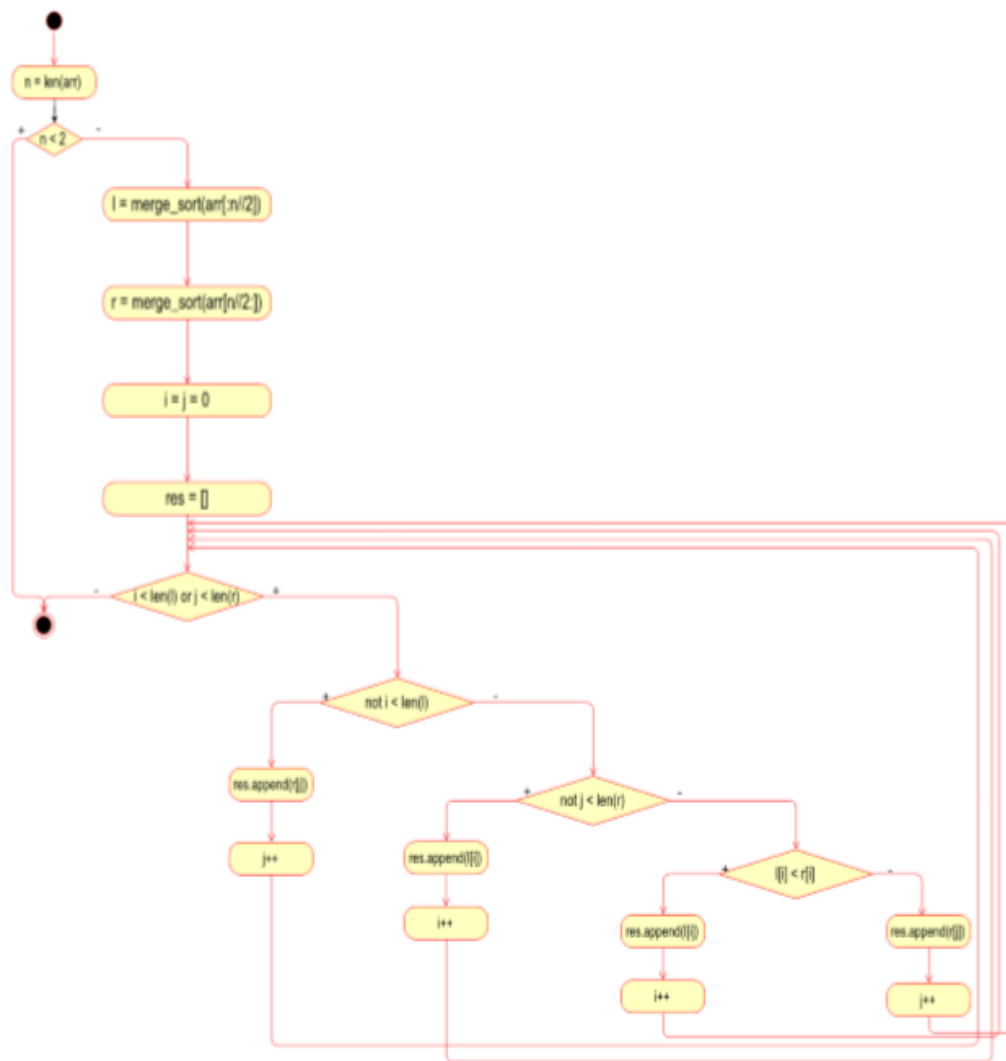 n = len(arr)
+
-
n < 2
l = merge_sort(arr[:n//2])
r = merge_sort(arr[n//2:])
i = j = 0
res = []
-
i < len(l) or j < len(r)
+
+
not i < len(l)
-
res.append(r[j])
j++
+
not j < len(r)
-
res.append(l[i])
i++
+
l[i] < r[i]
-
res.append(l[i])
i++
res.append(r[j])
j++